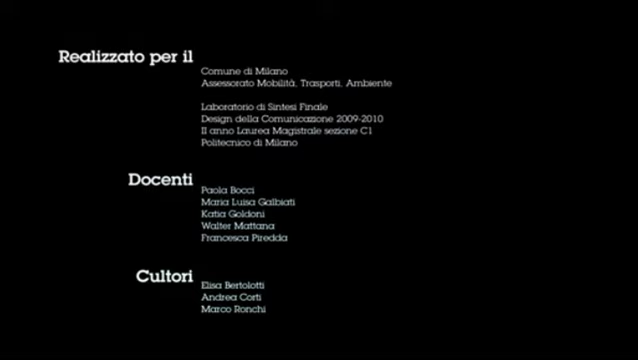 Realizzato per il
Comune di Milano
Assessorato Mobilità, Trasporti, Ambiente
Laboratorio di Sintesi Finale
Design della Comunicazione 2009-2010
II anno Laurea Magistrale sezione C1
Politecnico di Milano
Docenti
Paola Bocci
Maria Luisa Galbiati
Katia Goldoni
Walter Mattana
Francesca Piredda
Cultori
Elisa Bertolotti
Andrea Corti
Marco Ronchi